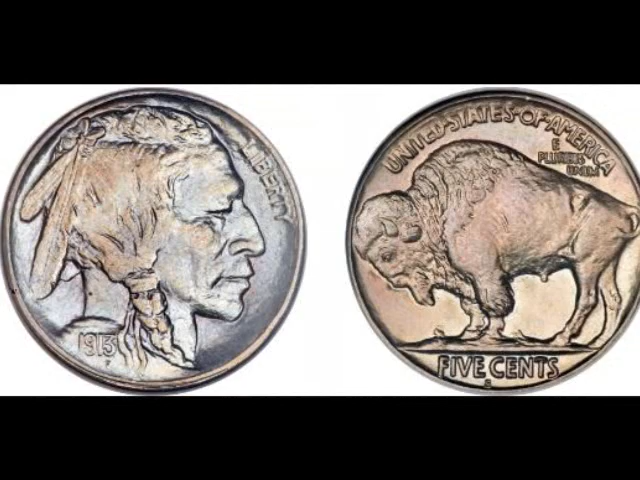 LIBERTY
1913
F
UNITED·STATES·OF·AMERICA
E
PLURIBUS
UNUM
FIVE CENTS